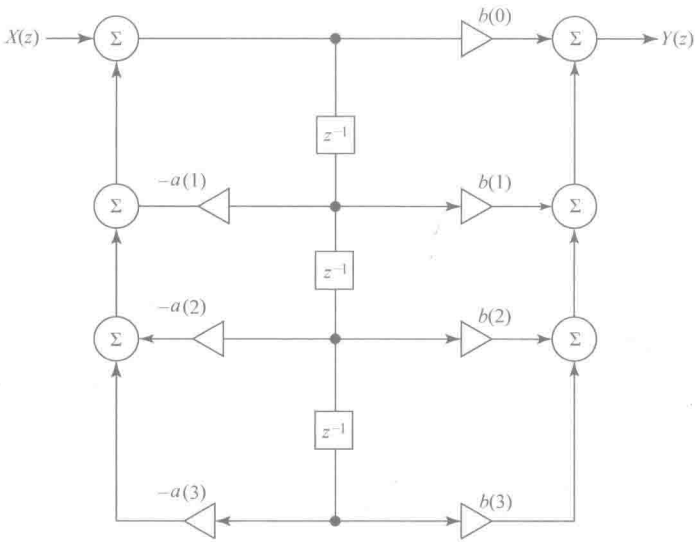 b(0)
X(z) Σ Σ Y(z)
z⁻¹
-a(1) b(1)
Σ Σ
z⁻¹
-a(2) b(2)
Σ Σ
z⁻¹
-a(3) b(3)